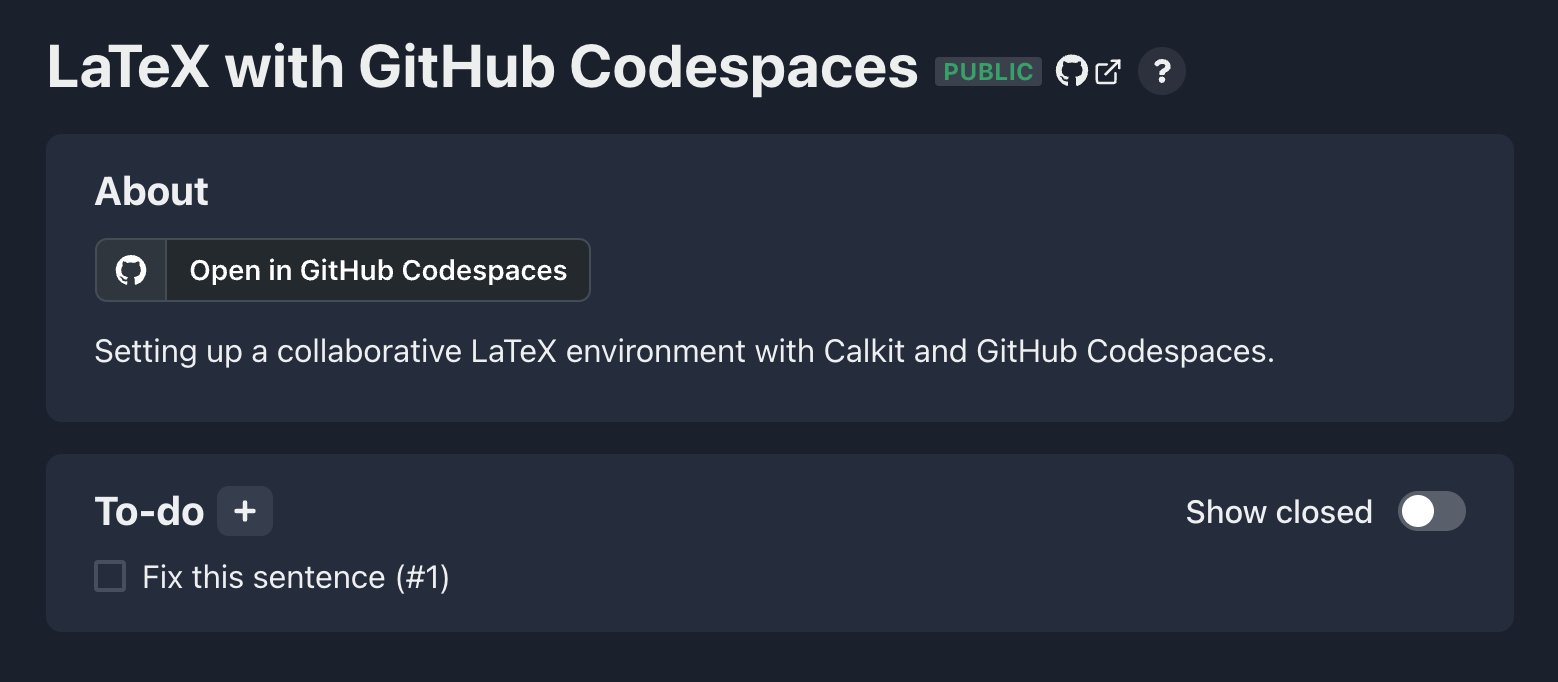 LaTeX with GitHub Codespaces PUBLIC ?
About
Open in GitHub Codespaces
Setting up a collaborative LaTeX environment with Calkit and GitHub Codespaces.
To-do + Show closed
Fix this sentence (#1)